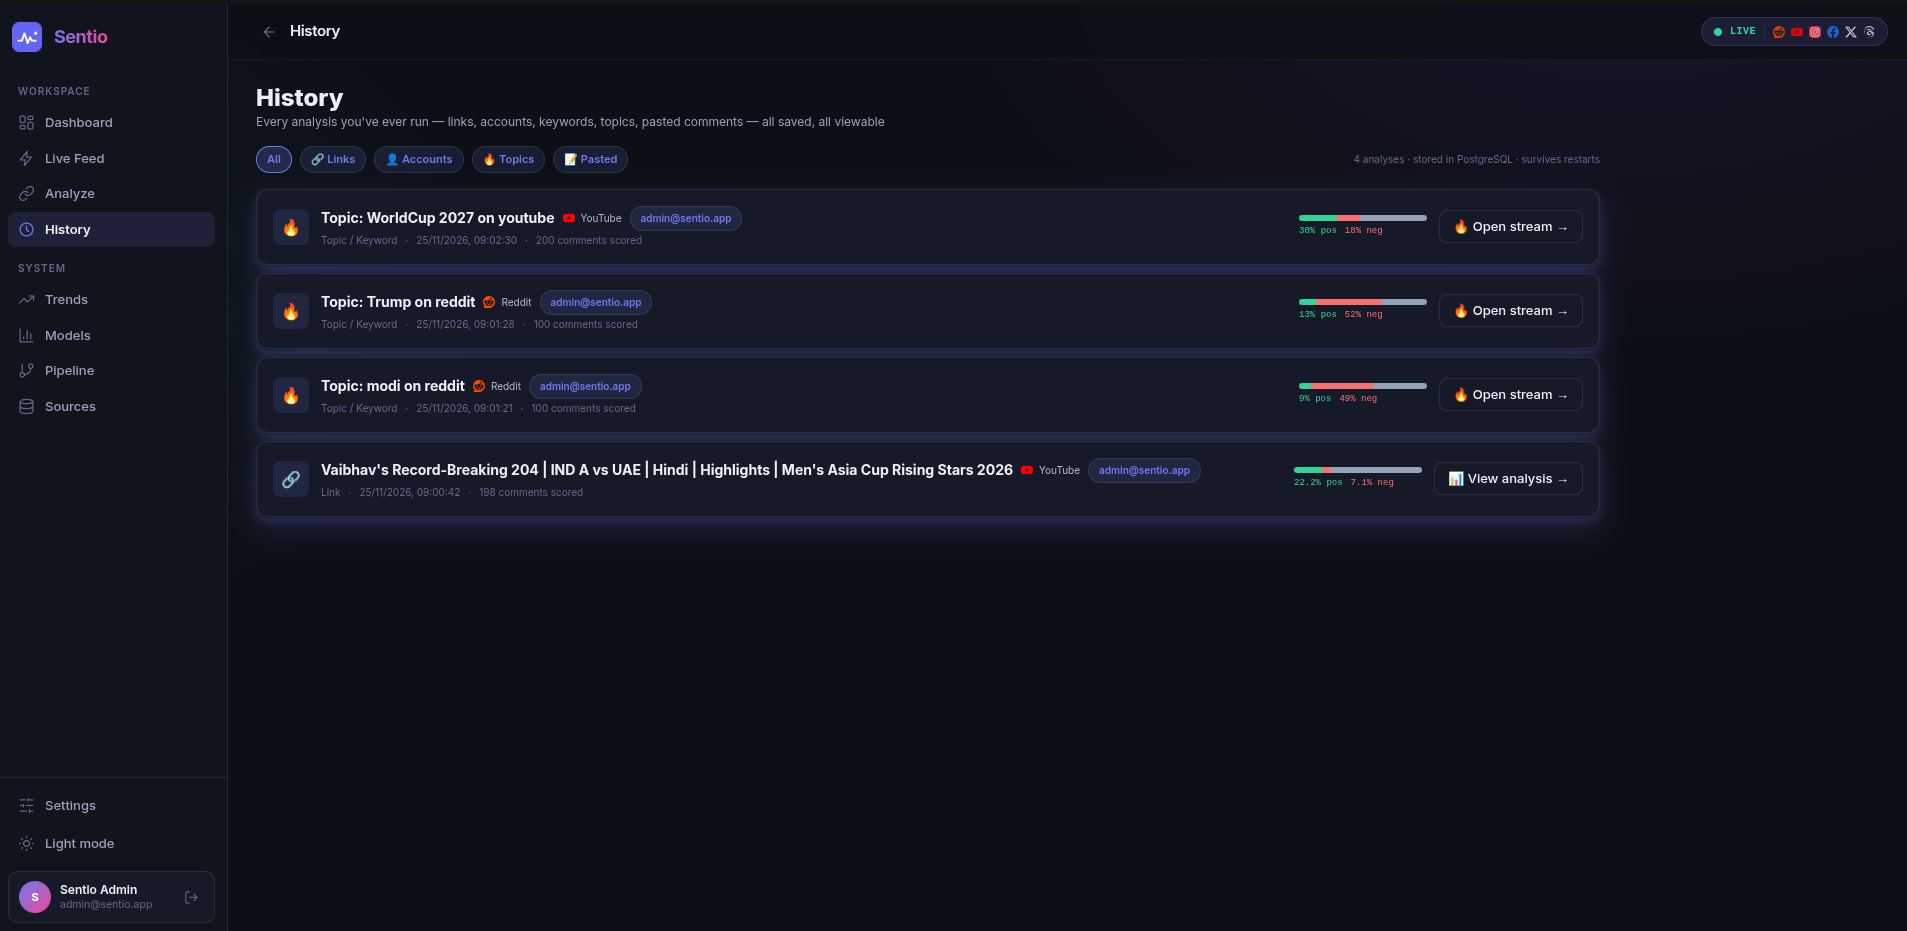 Sentio
WORKSPACE
Dashboard
Live Feed
Analyze
History
SYSTEM
Trends
Models
Pipeline
Sources
Settings
Light mode
S
Sentio Admin
admin@sentio.app
← History
LIVE
History
Every analysis you've ever run — links, accounts, keywords, topics, pasted comments — all saved, all viewable
All 🔗 Links 👤 Accounts 🔥 Topics 📝 Pasted
4 analyses · stored in PostgreSQL · survives restarts
🔥 Topic: WorldCup 2027 on youtube YouTube admin@sentio.app
Topic / Keyword · 25/11/2026, 09:02:30 · 200 comments scored
30% pos 18% neg
🔥 Open stream →
🔥 Topic: Trump on reddit Reddit admin@sentio.app
Topic / Keyword · 25/11/2026, 09:01:28 · 100 comments scored
13% pos 52% neg
🔥 Open stream →
🔥 Topic: modi on reddit Reddit admin@sentio.app
Topic / Keyword · 25/11/2026, 09:01:21 · 100 comments scored
9% pos 49% neg
🔥 Open stream →
🔗 Vaibhav's Record-Breaking 204 | IND A vs UAE | Hindi | Highlights | Men's Asia Cup Rising Stars 2026 YouTube admin@sentio.app
Link · 25/11/2026, 09:00:42 · 198 comments scored
22.2% pos 7.1% neg
📊 View analysis →